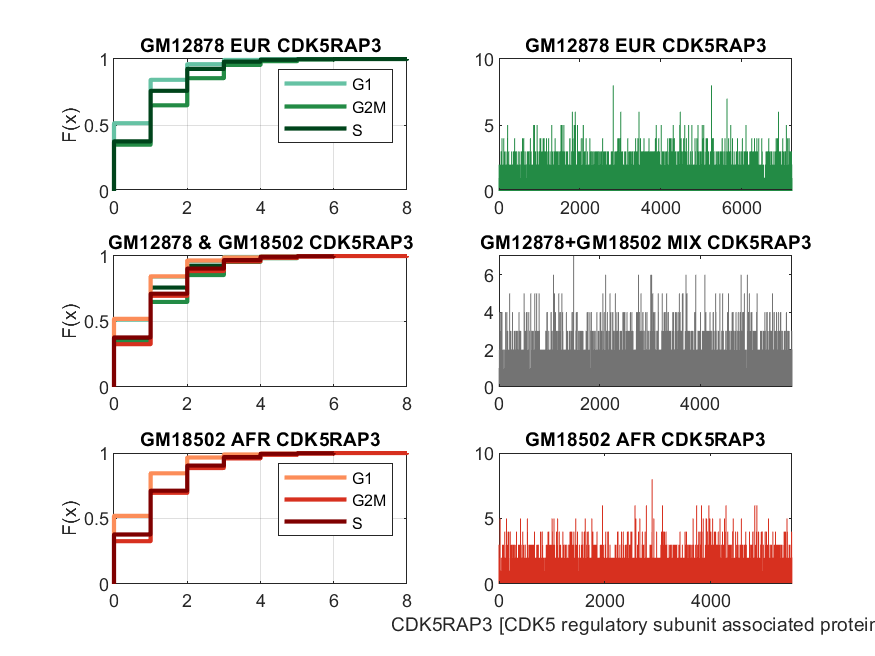 GM12878 EUR CDK5RAP3
F(x)
1
0.5
0
0 2 4 6 8
G1
G2M
S
GM12878 EUR CDK5RAP3
10
5
0
0 2000 4000 6000
GM12878 & GM18502 CDK5RAP3
F(x)
1
0.5
0
0 2 4 6 8
GM12878+GM18502 MIX CDK5RAP3
6
4
2
0
0 2000 4000
GM18502 AFR CDK5RAP3
F(x)
1
0.5
0
0 2 4 6 8
G1
G2M
S
GM18502 AFR CDK5RAP3
10
5
0
0 2000 4000
CDK5RAP3 [CDK5 regulatory subunit associated protein